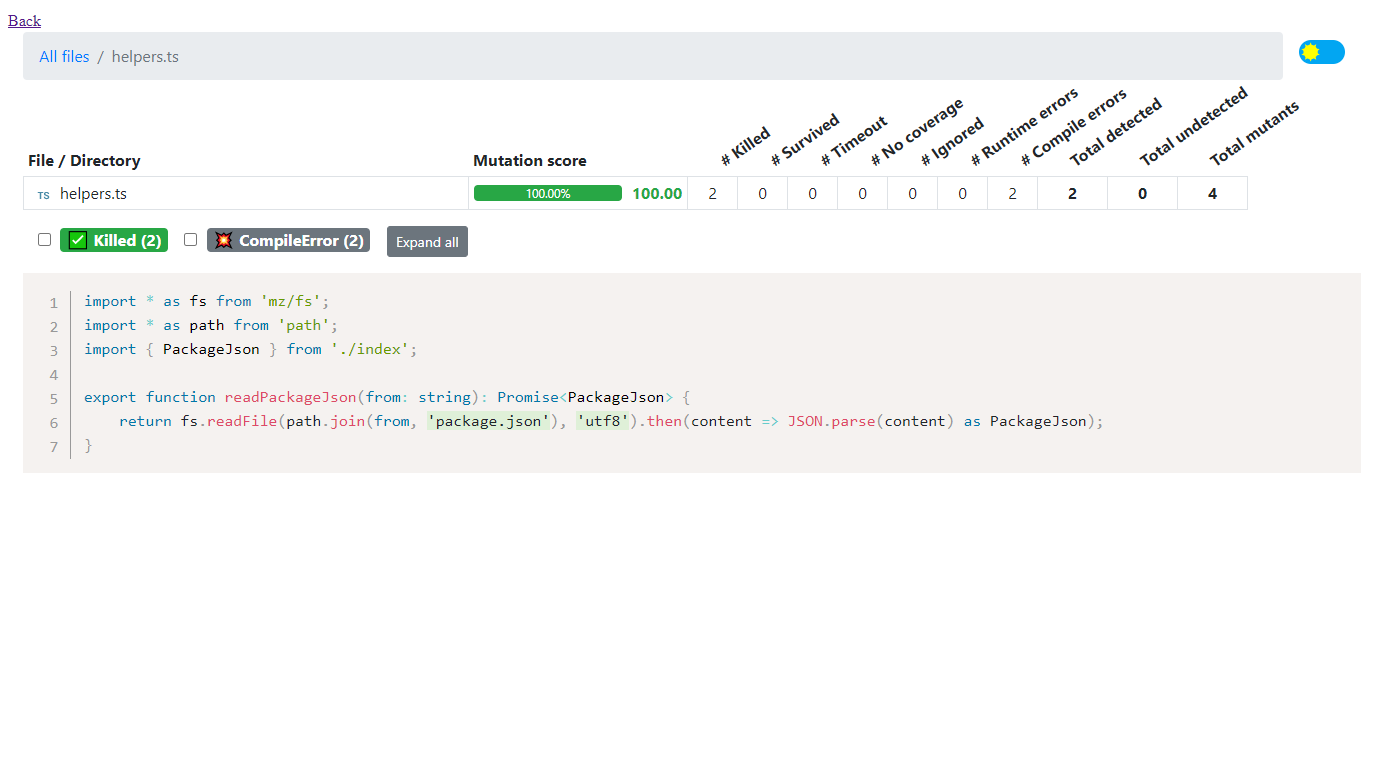 Back
All files / helpers.ts
File / Directory Mutation score # Killed # Survived # Timeout # No coverage # Ignored # Runtime errors # Compile errors Total detected Total undetected Total mutants
TS helpers.ts 100.00% 100.00 2 0 0 0 0 0 2 2 0 4
✅ Killed (2) 💥 CompileError (2) Expand all
1 import * as fs from 'mz/fs';
2 import * as path from 'path';
3 import { PackageJson } from './index';
4
5 export function readPackageJson(from: string): Promise<PackageJson> {
6     return fs.readFile(path.join(from, 'package.json'), 'utf8').then(content => JSON.parse(content) as PackageJson);
7 }